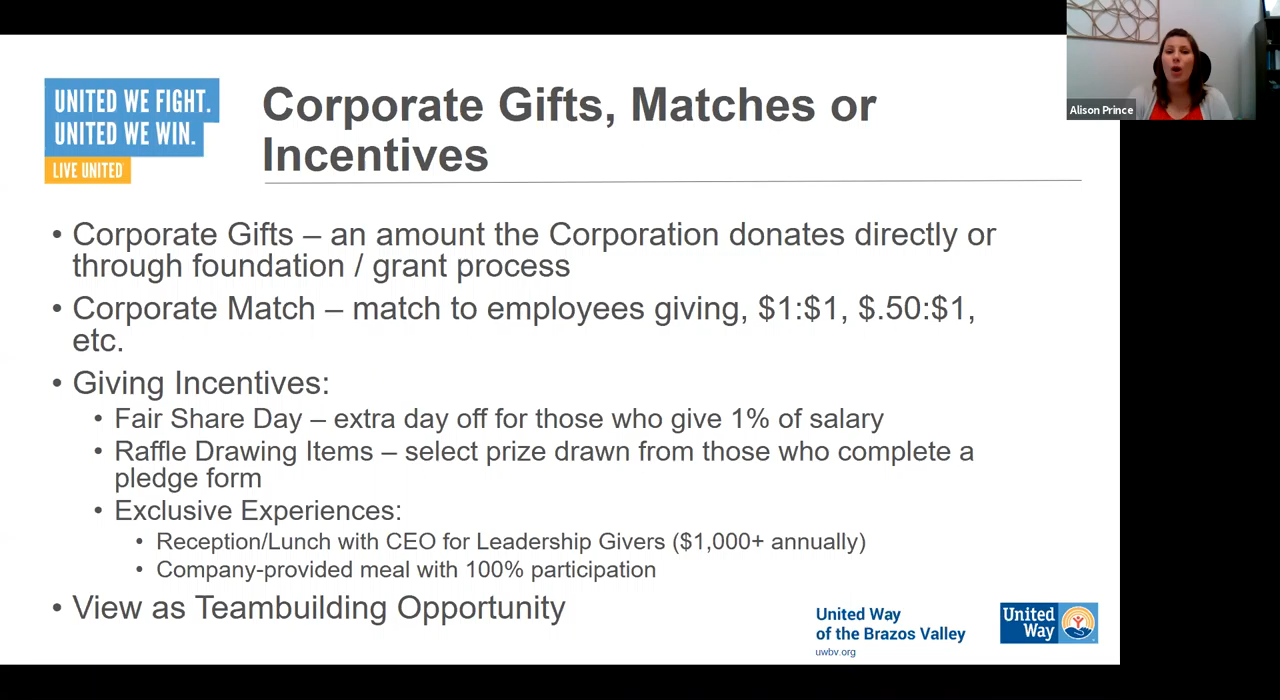 UNITED WE FIGHT.
UNITED WE WIN.
LIVE UNITED
Corporate Gifts, Matches or
Incentives
Alison Prince
• Corporate Gifts – an amount the Corporation donates directly or
through foundation / grant process
• Corporate Match – match to employees giving, $1:$1, $.50:$1,
etc.
• Giving Incentives:
• Fair Share Day – extra day off for those who give 1% of salary
• Raffle Drawing Items – select prize drawn from those who complete a
pledge form
• Exclusive Experiences:
• Reception/Lunch with CEO for Leadership Givers ($1,000+ annually)
• Company-provided meal with 100% participation
• View as Teambuilding Opportunity
United Way
of the Brazos Valley
uwbv.org
United
Way